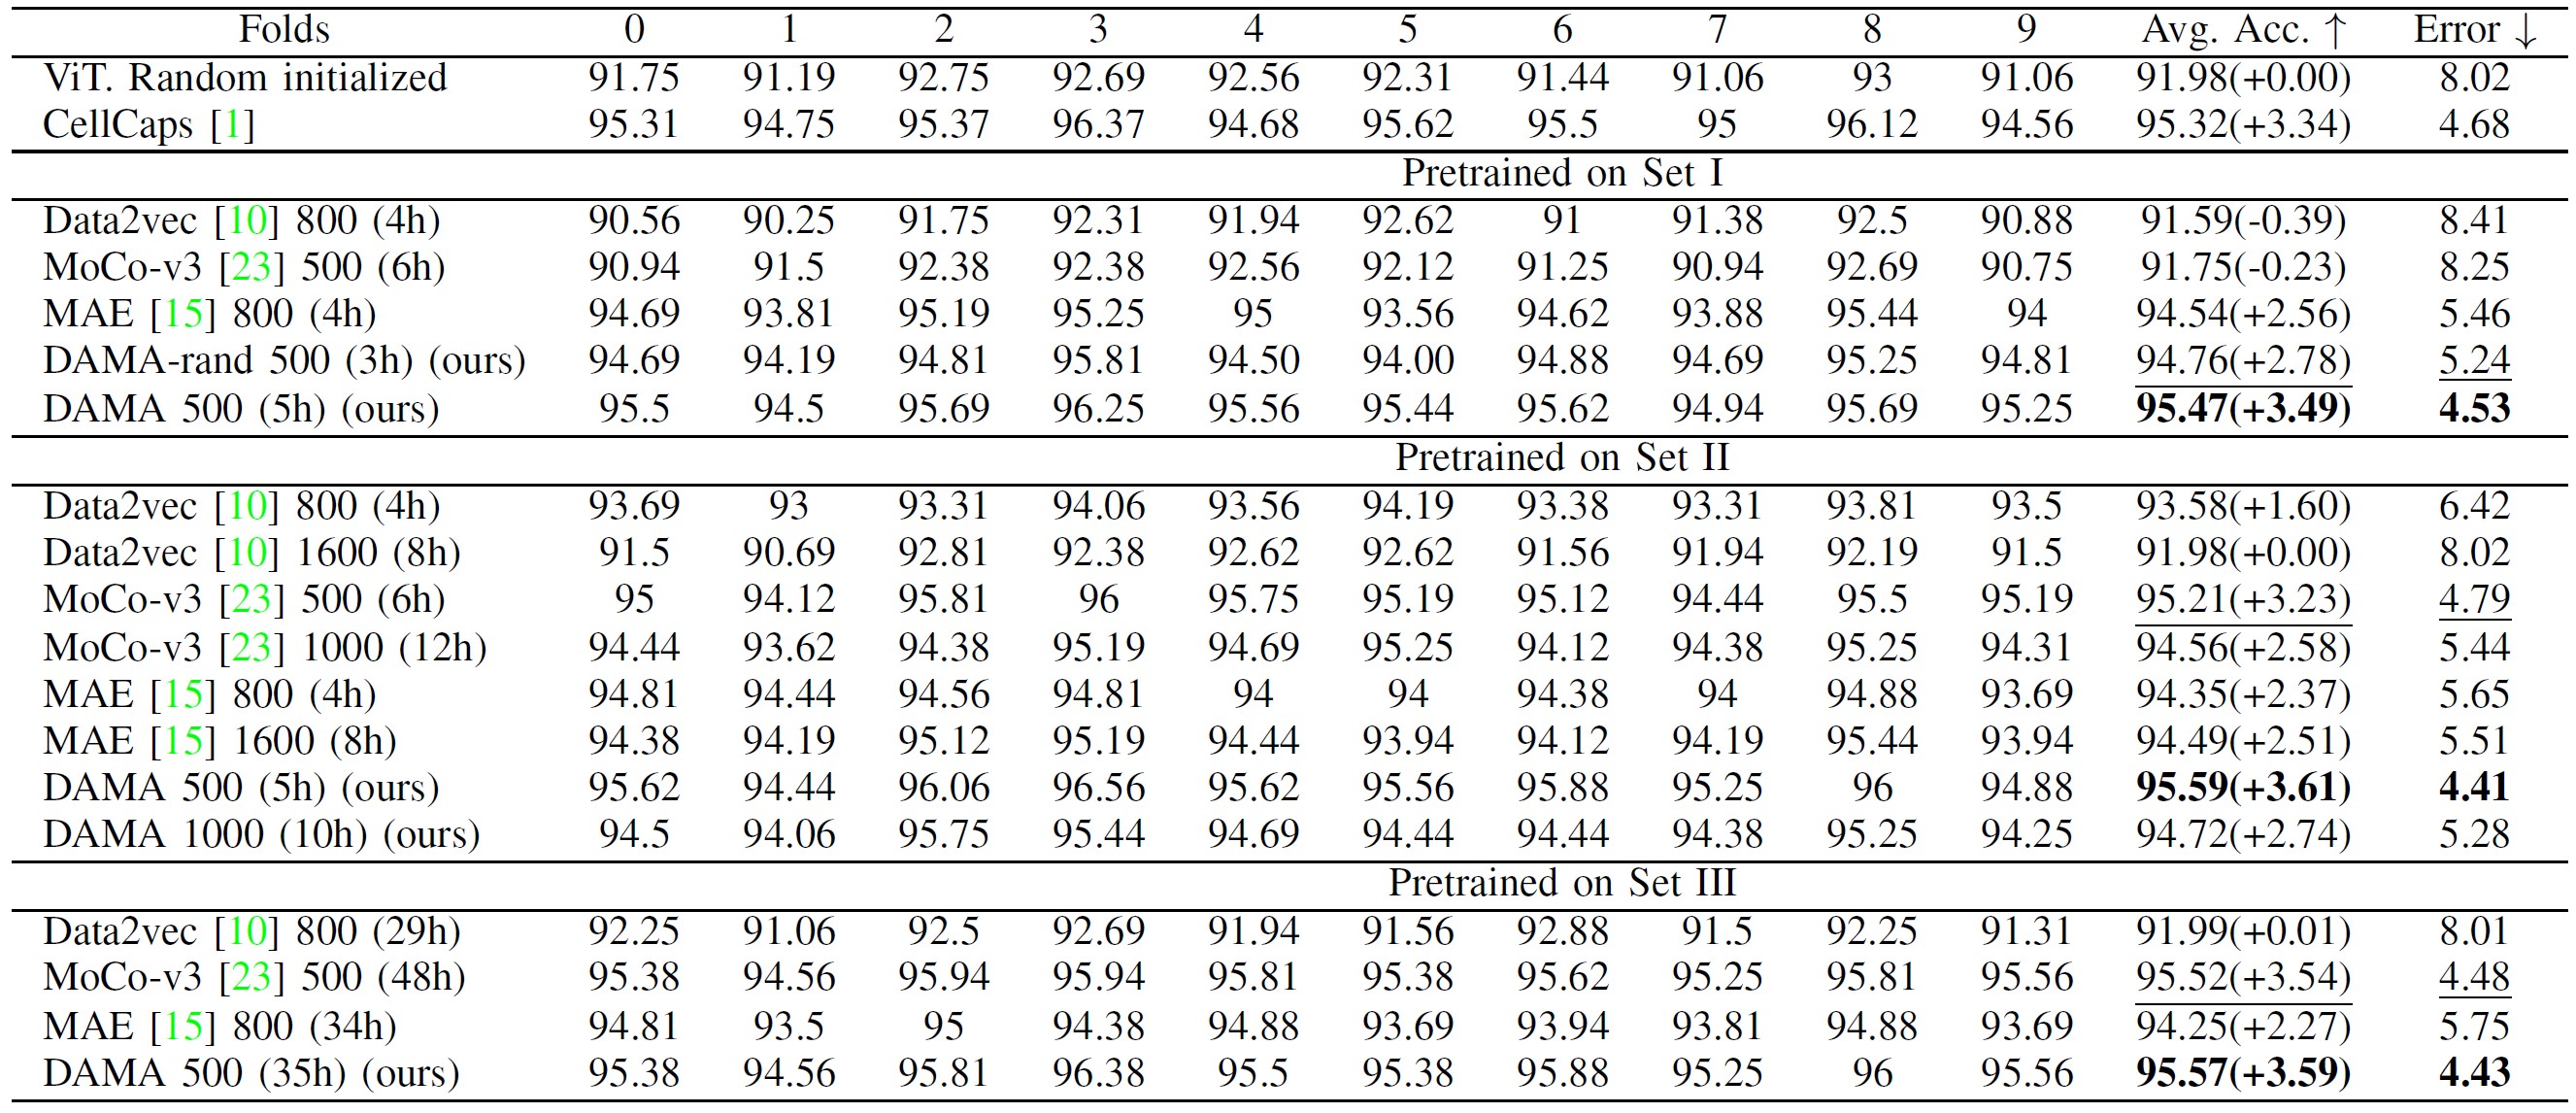 Folds 0 1 2 3 4 5 6 7 8 9 Avg. Acc. ↑ Error ↓
ViT. Random initialized 91.75 91.19 92.75 92.69 92.56 92.31 91.44 91.06 93 91.06 91.98(+0.00) 8.02
CellCaps [1] 95.31 94.75 95.37 96.37 94.68 95.62 95.5 95 96.12 94.56 95.32(+3.34) 4.68
Pretrained on Set I
Data2vec [10] 800 (4h) 90.56 90.25 91.75 92.31 91.94 92.62 91 91.38 92.5 90.88 91.59(-0.39) 8.41
MoCo-v3 [23] 500 (6h) 90.94 91.5 92.38 92.38 92.56 92.12 91.25 90.94 92.69 90.75 91.75(-0.23) 8.25
MAE [15] 800 (4h) 94.69 93.81 95.19 95.25 95 93.56 94.62 93.88 95.44 94 94.54(+2.56) 5.46
DAMA-rand 500 (3h) (ours) 94.69 94.19 94.81 95.81 94.50 94.00 94.88 94.69 95.25 94.81 94.76(+2.78) 5.24
DAMA 500 (5h) (ours) 95.5 94.5 95.69 96.25 95.56 95.44 95.62 94.94 95.69 95.25 95.47(+3.49) 4.53
Pretrained on Set II
Data2vec [10] 800 (4h) 93.69 93 93.31 94.06 93.56 94.19 93.38 93.31 93.81 93.5 93.58(+1.60) 6.42
Data2vec [10] 1600 (8h) 91.5 90.69 92.81 92.38 92.62 92.62 91.56 91.94 92.19 91.5 91.98(+0.00) 8.02
MoCo-v3 [23] 500 (6h) 95 94.12 95.81 96 95.75 95.19 95.12 94.44 95.5 95.19 95.21(+3.23) 4.79
MoCo-v3 [23] 1000 (12h) 94.44 93.62 94.38 95.19 94.69 95.25 94.12 94.38 95.25 94.31 94.56(+2.58) 5.44
MAE [15] 800 (4h) 94.81 94.44 94.56 94.81 94 94 94.38 94 94.88 93.69 94.35(+2.37) 5.65
MAE [15] 1600 (8h) 94.38 94.19 95.12 95.19 94.44 93.94 94.12 94.19 95.44 93.94 94.49(+2.51) 5.51
DAMA 500 (5h) (ours) 95.62 94.44 96.06 96.56 95.62 95.56 95.88 95.25 96 94.88 95.59(+3.61) 4.41
DAMA 1000 (10h) (ours) 94.5 94.06 95.75 95.44 94.69 94.44 94.44 94.38 95.25 94.25 94.72(+2.74) 5.28
Pretrained on Set III
Data2vec [10] 800 (29h) 92.25 91.06 92.5 92.69 91.94 91.56 92.88 91.5 92.25 91.31 91.99(+0.01) 8.01
MoCo-v3 [23] 500 (48h) 95.38 94.56 95.94 95.94 95.81 95.38 95.62 95.25 95.81 95.56 95.52(+3.54) 4.48
MAE [15] 800 (34h) 94.81 93.5 95 94.38 94.88 93.69 93.94 93.81 94.88 93.69 94.25(+2.27) 5.75
DAMA 500 (35h) (ours) 95.38 94.56 95.81 96.38 95.5 95.38 95.88 95.25 96 95.56 95.57(+3.59) 4.43